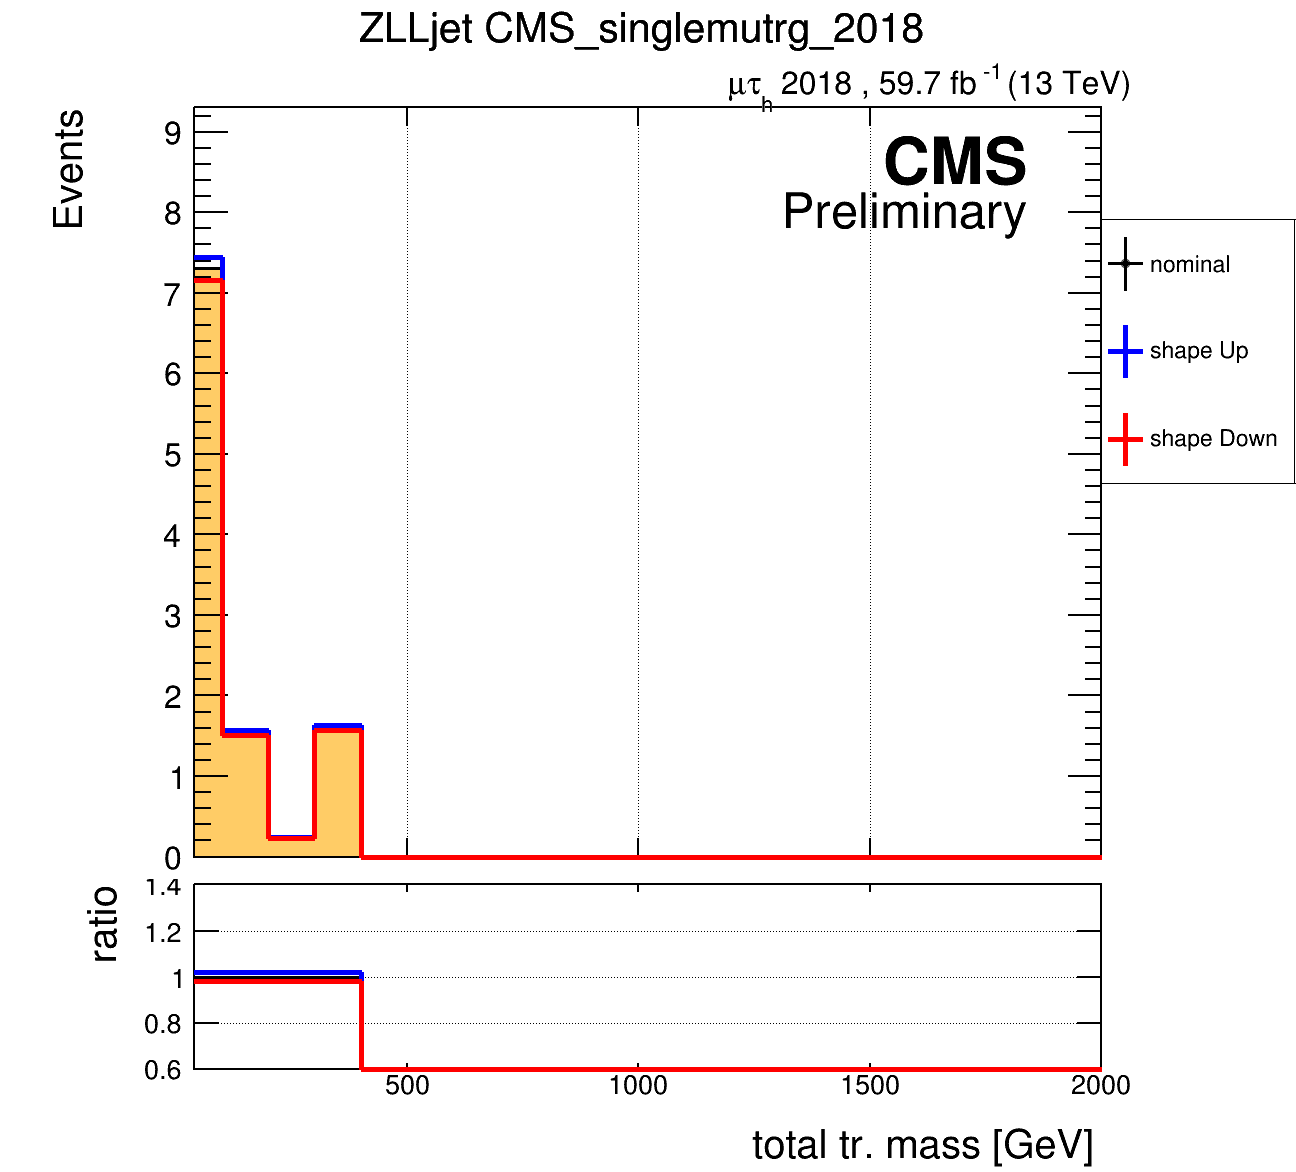 ZLLjet CMS_singlemutrg_2018
μτh 2018 , 59.7 fb-1 (13 TeV)
Events
9
8
7
6
5
4
3
2
1
0
CMS
Preliminary
nominal
shape Up
shape Down
ratio
1.4
1.2
1
0.8
0.6
500 1000 1500 2000
total tr. mass [GeV]